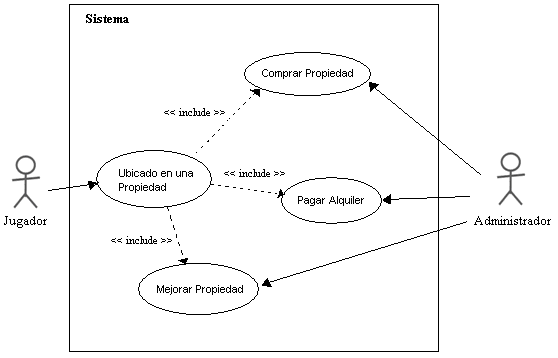 Sistema
Comprar Propiedad
<< include >>
Ubicado en una
Propiedad
<< include >>
Pagar Alquiler
Jugador
Administrador
<< include >>
Mejorar Propiedad